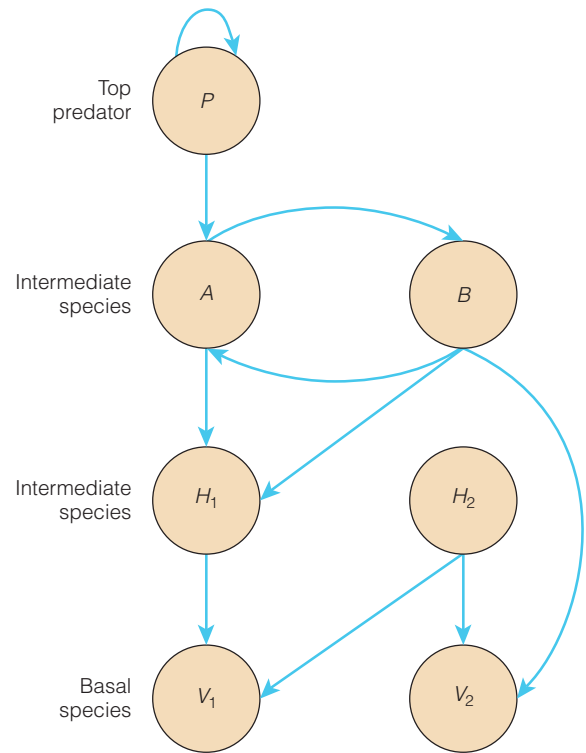 Top
predator
P
Intermediate
species
A
B
Intermediate
species
H₁
H₂
Basal
species
V₁
V₂